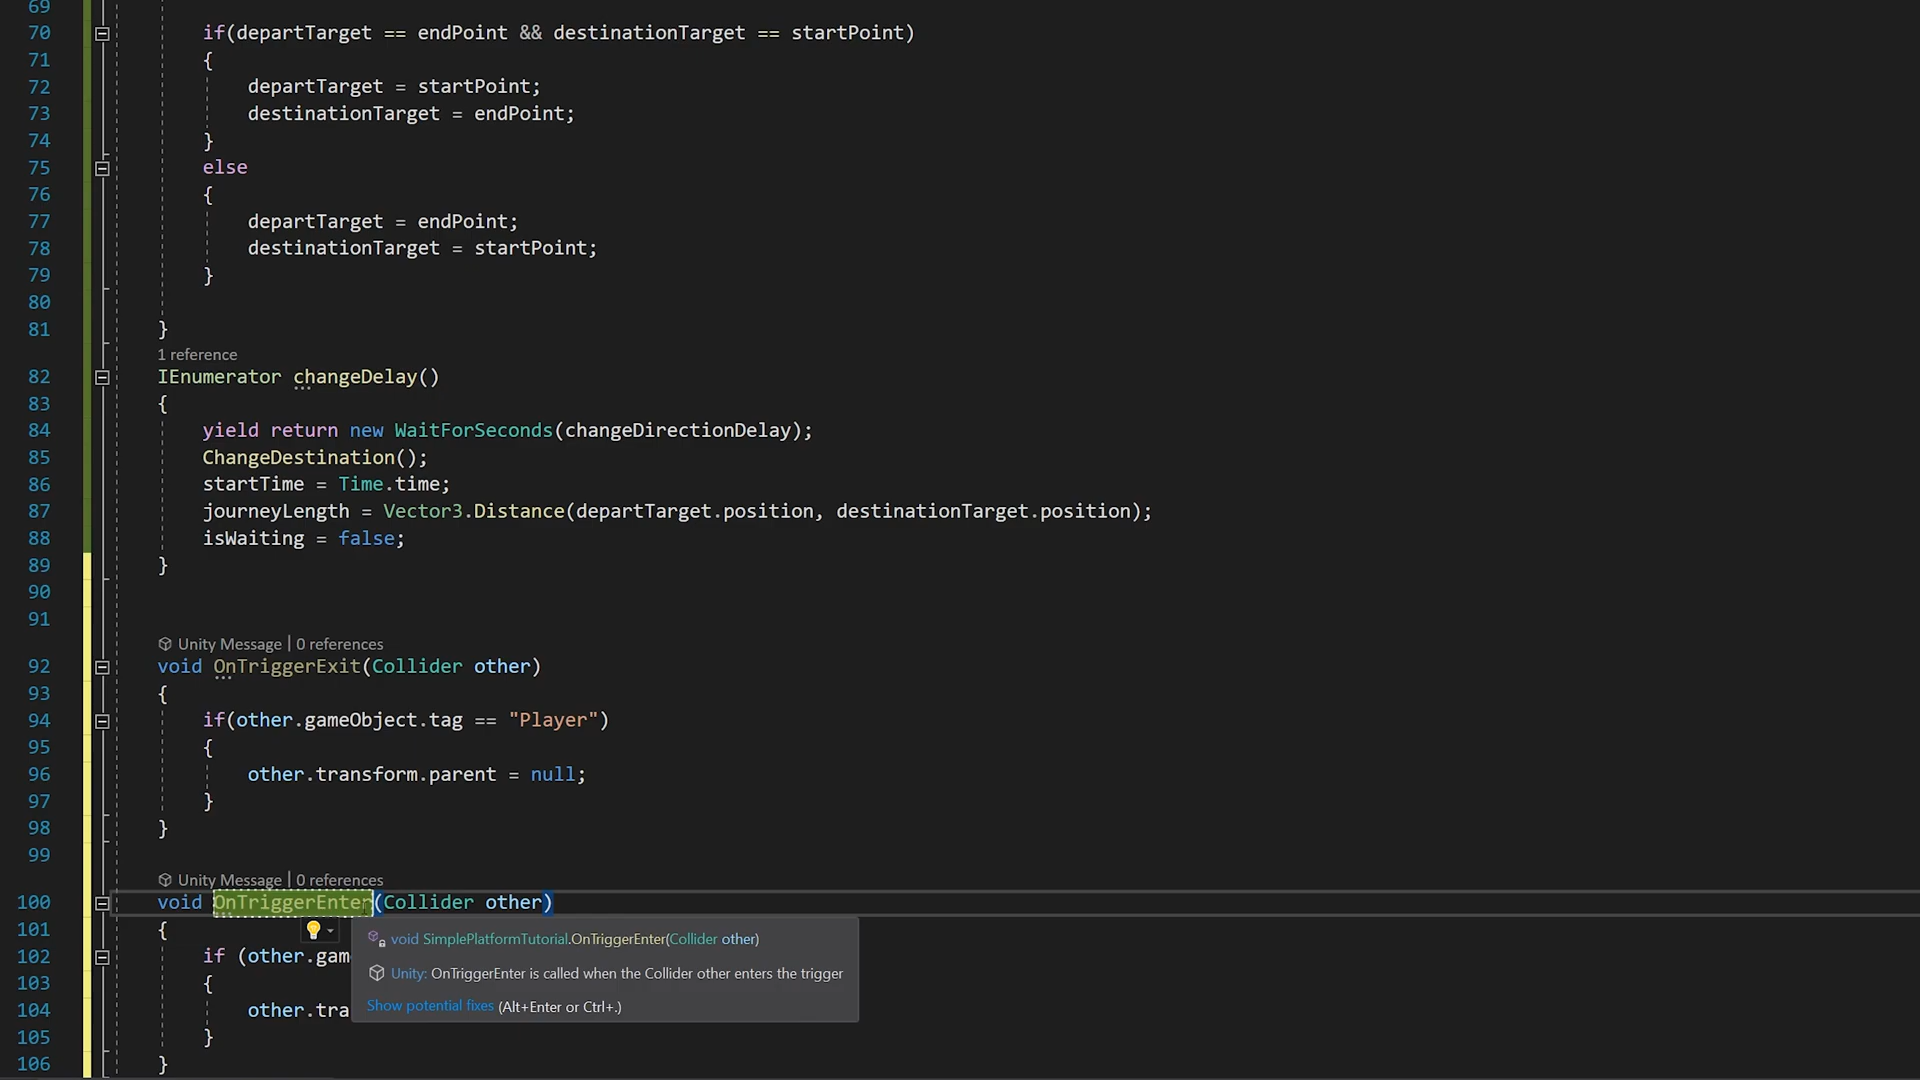 69
70 if(departTarget == endPoint && destinationTarget == startPoint)
71 {
72 departTarget = startPoint;
73 destinationTarget = endPoint;
74 }
75 else
76 {
77 departTarget = endPoint;
78 destinationTarget = startPoint;
79 }
80
81 }
1 reference
82 IEnumerator changeDelay()
83 {
84 yield return new WaitForSeconds(changeDirectionDelay);
85 ChangeDestination();
86 startTime = Time.time;
87 journeyLength = Vector3.Distance(departTarget.position, destinationTarget.position);
88 isWaiting = false;
89 }
90
91
Unity Message | 0 references
92 void OnTriggerExit(Collider other)
93 {
94 if(other.gameObject.tag == "Player")
95 {
96 other.transform.parent = null;
97 }
98 }
99
Unity Message | 0 references
100 void OnTriggerEnter(Collider other)
101 {
void SimplePlatformTutorial.OnTriggerEnter(Collider other)
102 if (other.gam
Unity: OnTriggerEnter is called when the Collider other enters the trigger
103 {
104 other.tra
Show potential fixes (Alt+Enter or Ctrl+.)
105 }
106 }